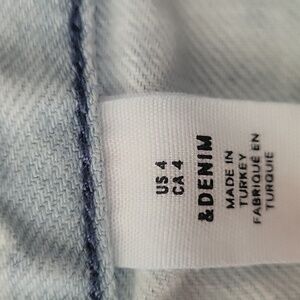 US 4
CA 4
&DENIM
MADE IN
TURKEY
FABRIQUÉ EN
TURQUIE